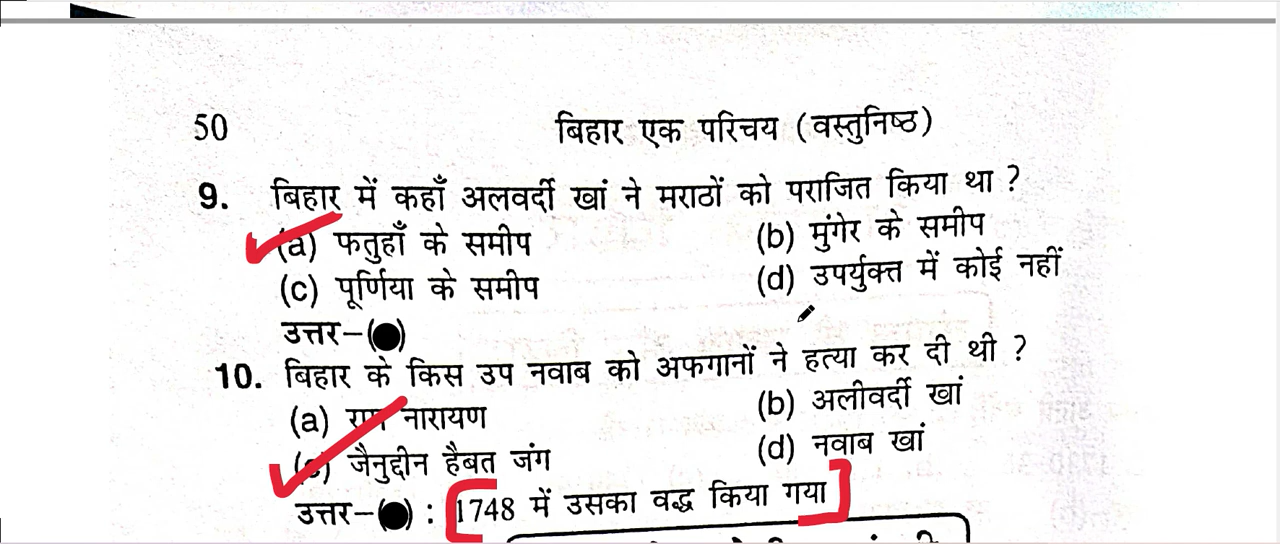 50 बिहार एक परिचय (वस्तुनिष्ठ)
9. बिहार में कहाँ अलवर्दी खां ने मराठों को पराजित किया था ?
(a) फतुहाँ के समीप (b) मुंगेर के समीप
(c) पूर्णिया के समीप (d) उपर्युक्त में कोई नहीं
उत्तर–( )
10. बिहार के किस उप नवाब को अफगानों ने हत्या कर दी थी ?
(a) राम नारायण (b) अलीवर्दी खां
(c) जैनुद्दीन हैबत जंग (d) नवाब खां
उत्तर–( ) : 1748 में उसका वद्ध किया गया